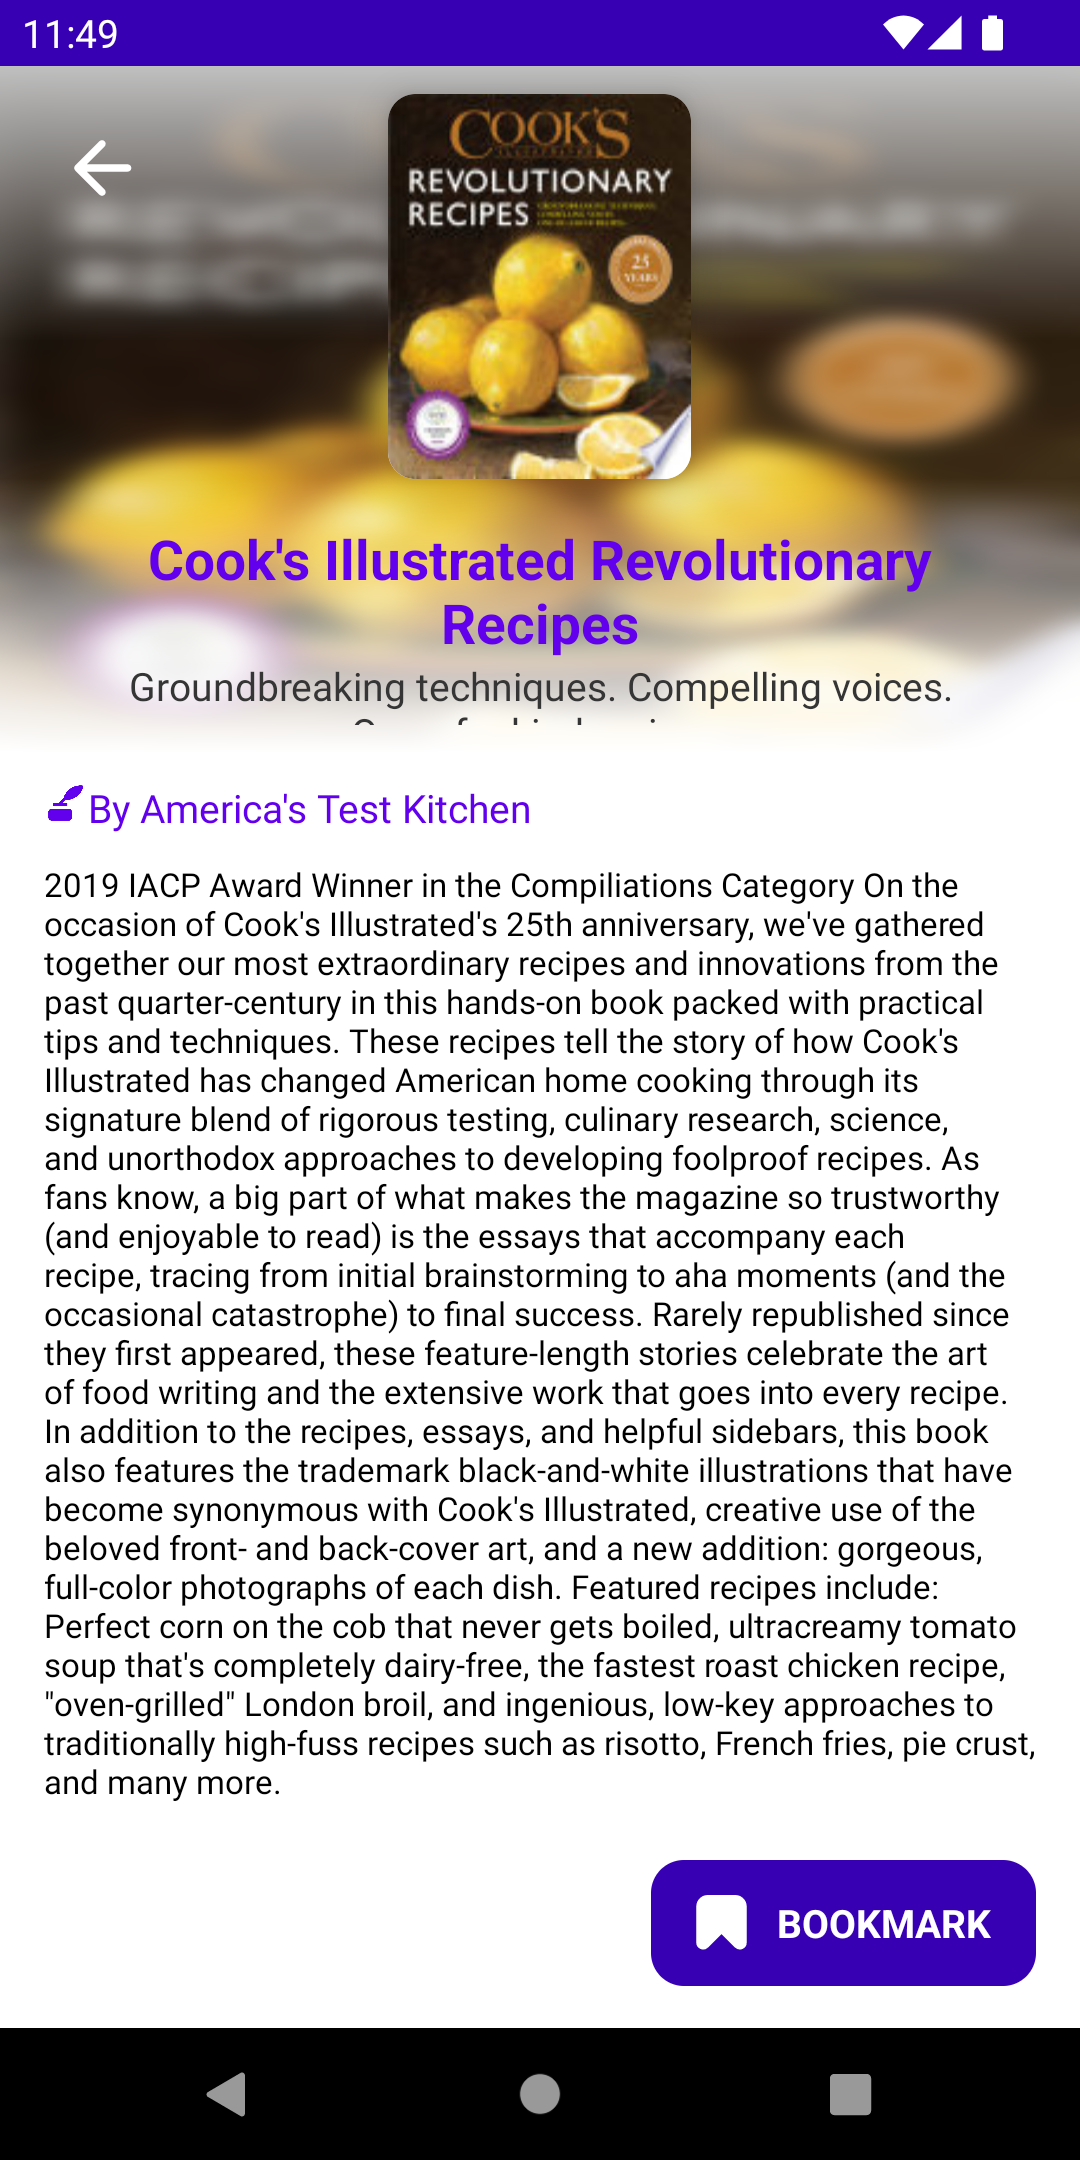 11:49
COOK'S
REVOLUTIONARY
RECIPES
25
YEARS
Cook's Illustrated Revolutionary
Recipes
Groundbreaking techniques. Compelling voices.
By America's Test Kitchen
2019 IACP Award Winner in the Compiliations Category On the
occasion of Cook's Illustrated's 25th anniversary, we've gathered
together our most extraordinary recipes and innovations from the
past quarter-century in this hands-on book packed with practical
tips and techniques. These recipes tell the story of how Cook's
Illustrated has changed American home cooking through its
signature blend of rigorous testing, culinary research, science,
and unorthodox approaches to developing foolproof recipes. As
fans know, a big part of what makes the magazine so trustworthy
(and enjoyable to read) is the essays that accompany each
recipe, tracing from initial brainstorming to aha moments (and the
occasional catastrophe) to final success. Rarely republished since
they first appeared, these feature-length stories celebrate the art
of food writing and the extensive work that goes into every recipe.
In addition to the recipes, essays, and helpful sidebars, this book
also features the trademark black-and-white illustrations that have
become synonymous with Cook's Illustrated, creative use of the
beloved front- and back-cover art, and a new addition: gorgeous,
full-color photographs of each dish. Featured recipes include:
Perfect corn on the cob that never gets boiled, ultracreamy tomato
soup that's completely dairy-free, the fastest roast chicken recipe,
"oven-grilled" London broil, and ingenious, low-key approaches to
traditionally high-fuss recipes such as risotto, French fries, pie crust,
and many more.
BOOKMARK